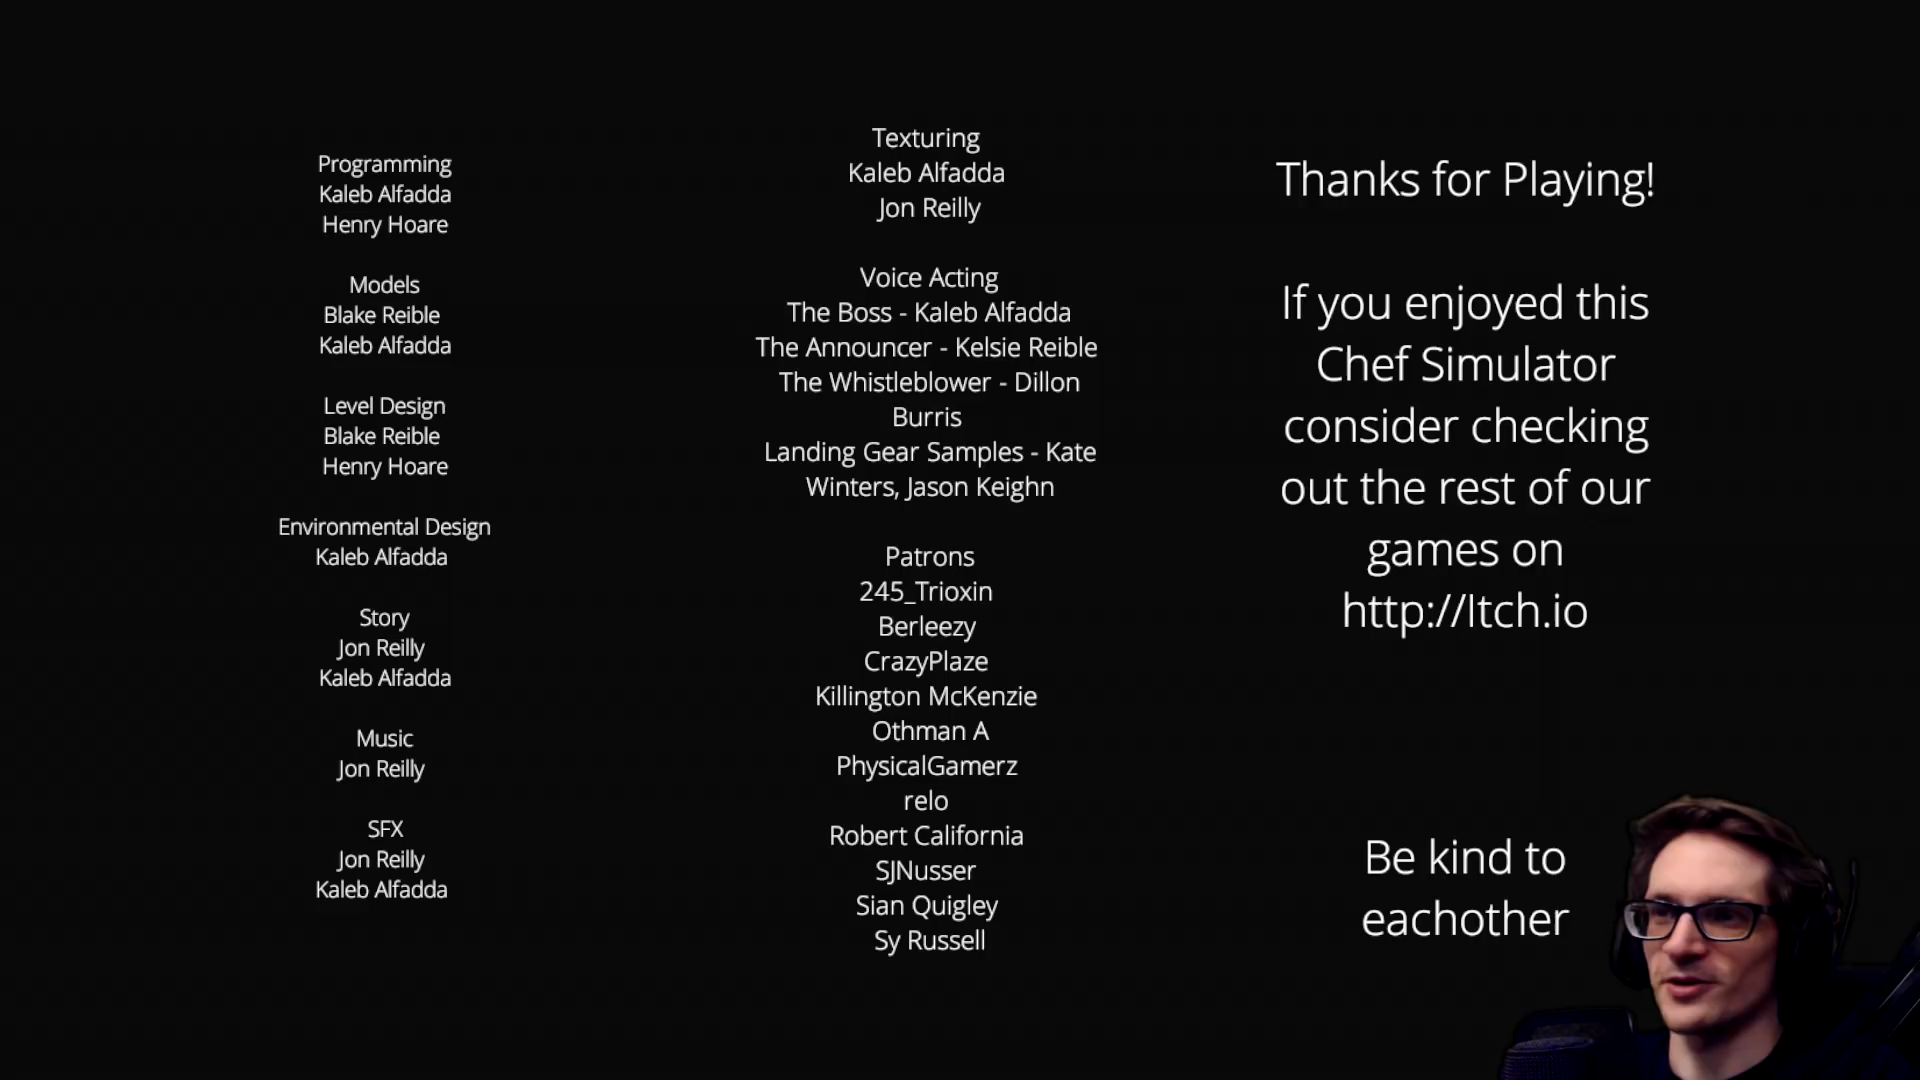 Programming
Kaleb Alfadda
Henry Hoare
Models
Blake Reible
Kaleb Alfadda
Level Design
Blake Reible
Henry Hoare
Environmental Design
Kaleb Alfadda
Story
Jon Reilly
Kaleb Alfadda
Music
Jon Reilly
SFX
Jon Reilly
Kaleb Alfadda
Texturing
Kaleb Alfadda
Jon Reilly
Voice Acting
The Boss - Kaleb Alfadda
The Announcer - Kelsie Reible
The Whistleblower - Dillon
Burris
Landing Gear Samples - Kate
Winters, Jason Keighn
Patrons
245_Trioxin
Berleezy
CrazyPlaze
Killington McKenzie
Othman A
PhysicalGamerz
relo
Robert California
SJNusser
Sian Quigley
Sy Russell
Thanks for Playing!
If you enjoyed this
Chef Simulator
consider checking
out the rest of our
games on
http://Itch.io
Be kind to
eachother